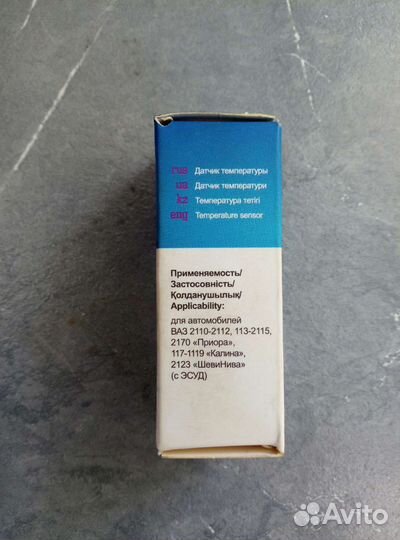 rus Датчик температуры
ua Датчик температури
kz Температура тетігі
eng Temperature sensor
Применяемость/
Застосовність/
Қолданушылық/
Applicability:
для автомобилей
ВАЗ 2110-2112, 113-2115,
2170 «Приора»,
117-1119 «Калина»,
2123 «ШевиНива»
(с ЭСУД)
Avito